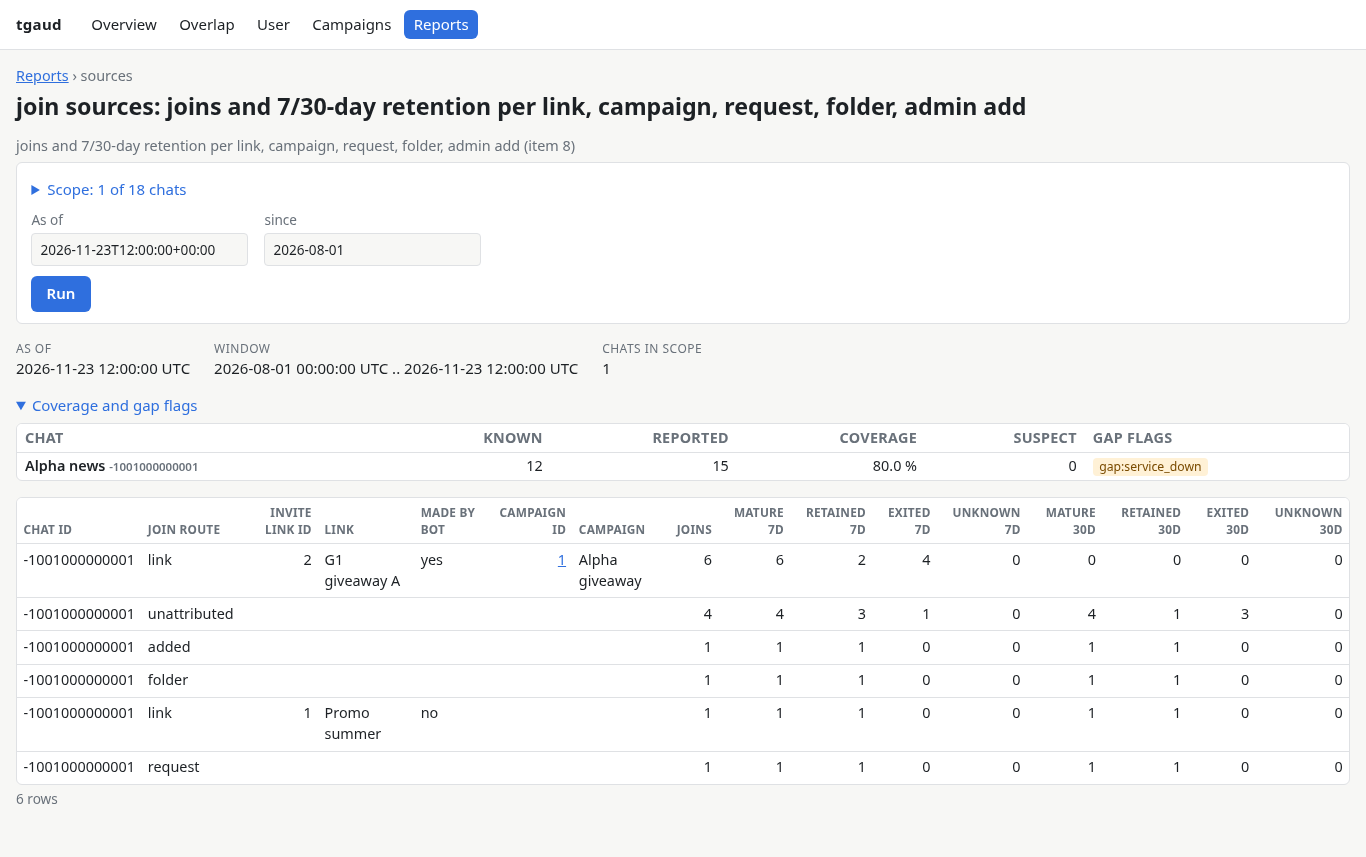 tgaud Overview Overlap User Campaigns Reports
Reports › sources
join sources: joins and 7/30-day retention per link, campaign, request, folder, admin add
joins and 7/30-day retention per link, campaign, request, folder, admin add (item 8)
Scope: 1 of 18 chats
As of since
2026-11-23T12:00:00+00:00 2026-08-01
Run
AS OF WINDOW CHATS IN SCOPE
2026-11-23 12:00:00 UTC 2026-08-01 00:00:00 UTC .. 2026-11-23 12:00:00 UTC 1
Coverage and gap flags
CHAT KNOWN REPORTED COVERAGE SUSPECT GAP FLAGS
Alpha news -1001000000001 12 15 80.0 % 0 gap:service_down
INVITE MADE BY CAMPAIGN MATURE RETAINED EXITED UNKNOWN MATURE RETAINED EXITED UNKNOWN
CHAT ID JOIN ROUTE LINK ID LINK BOT ID CAMPAIGN JOINS 7D 7D 7D 7D 30D 30D 30D 30D
-1001000000001 link 2 G1 yes 1 Alpha 6 6 2 4 0 0 0 0 0
giveaway A giveaway
-1001000000001 unattributed 4 4 3 1 0 4 1 3 0
-1001000000001 added 1 1 1 0 0 1 1 0 0
-1001000000001 folder 1 1 1 0 0 1 1 0 0
-1001000000001 link 1 Promo no 1 1 1 0 0 1 1 0 0
summer
-1001000000001 request 1 1 1 0 0 1 1 0 0
6 rows